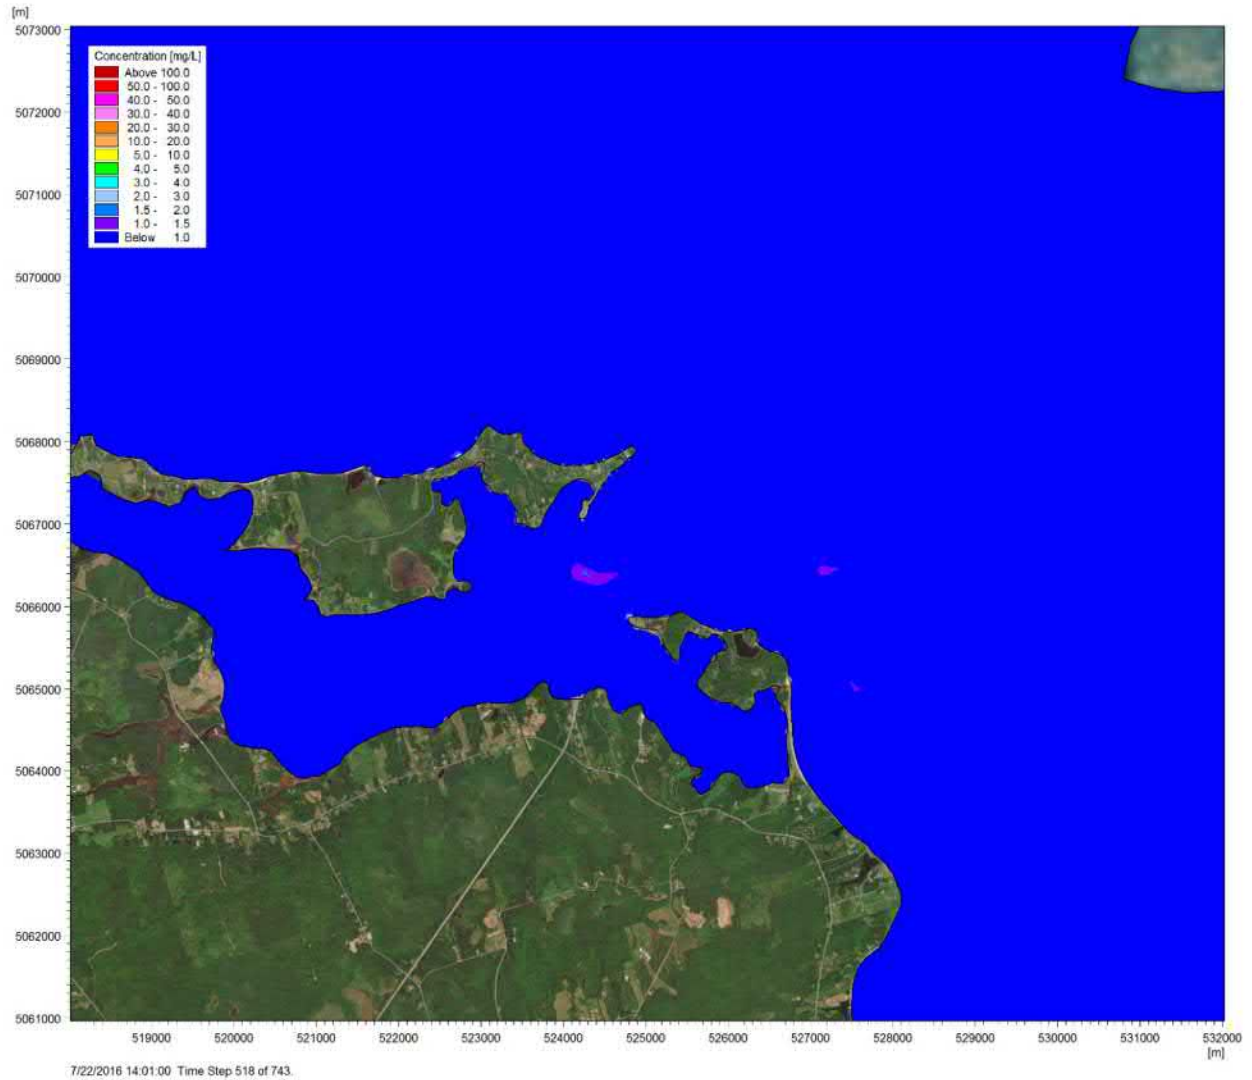 [m]
5073000
5072000
5071000
5070000
5069000
5068000
5067000
5066000
5065000
5064000
5063000
5062000
5061000
Concentration [mg/L]
Above 100.0
50.0 - 100.0
40.0 - 50.0
30.0 - 40.0
20.0 - 30.0
10.0 - 20.0
5.0 - 10.0
4.0 - 5.0
3.0 - 4.0
2.0 - 3.0
1.5 - 2.0
1.0 - 1.5
Below 1.0
519000 520000 521000 522000 523000 524000 525000 526000 527000 528000 529000 530000 531000 532000
[m]
7/22/2016 14:01:00 Time Step 518 of 743.